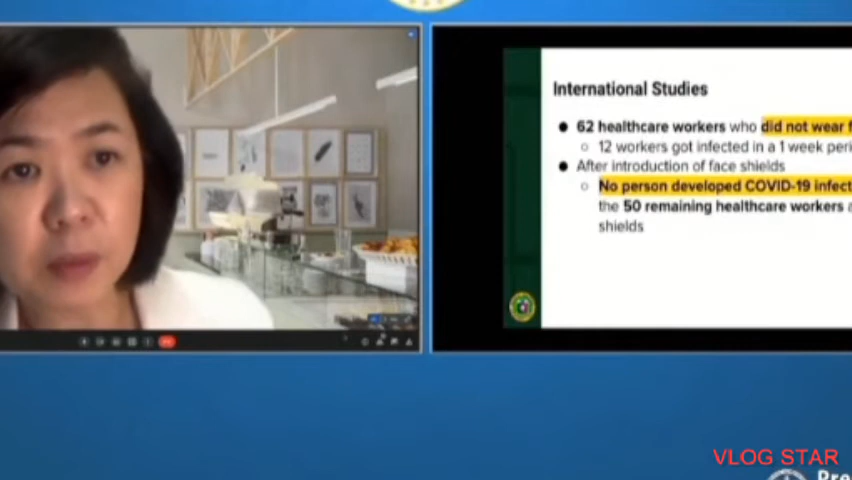 International Studies
62 healthcare workers who did not wear f
12 workers got infected in a 1 week peri
After introduction of face shields
No person developed COVID-19 infect
the 50 remaining healthcare workers a
shields
VLOG STAR
Pre